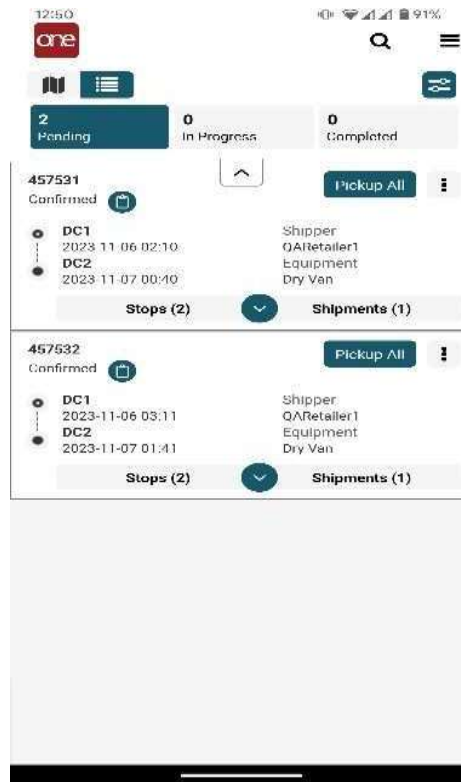 12:50 91%
one
2 0 0
Pending In Progress Completed
457531 Pickup All
Confirmed
DC1 Shipper
2023-11-06 02:10 QARetailer1
DC2 Equipment
2023-11-07 00:40 Dry Van
Stops (2) Shipments (1)
457532 Pickup All
Confirmed
DC1 Shipper
2023-11-06 03:11 QARetailer1
DC2 Equipment
2023-11-07 01:41 Dry Van
Stops (2) Shipments (1)